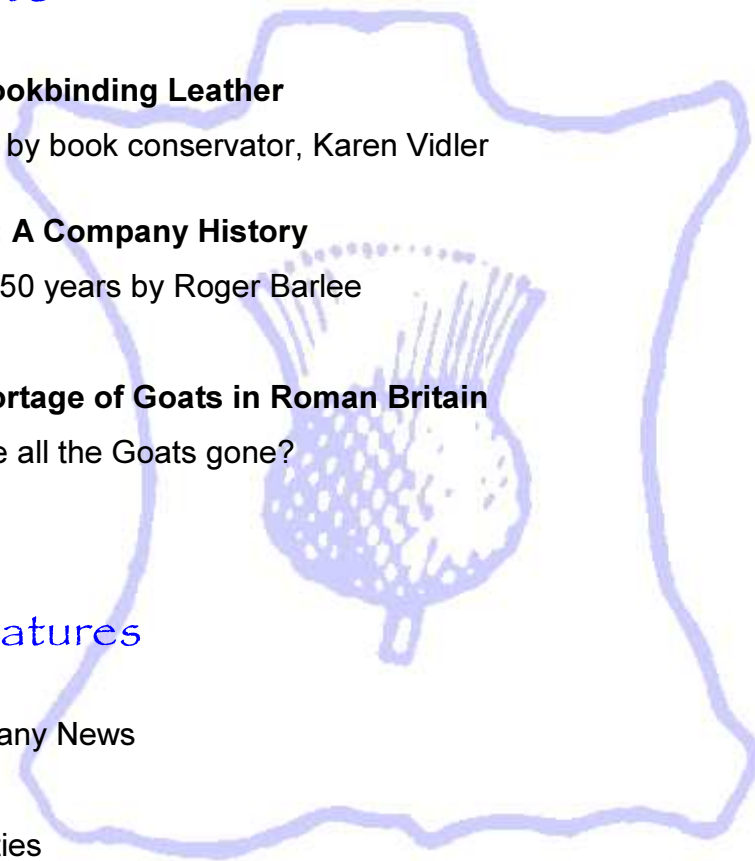 ookbinding Leather
by book conservator, Karen Vidler
A Company History
50 years by Roger Barlee
ortage of Goats in Roman Britain
e all the Goats gone?
atures
any News
ties